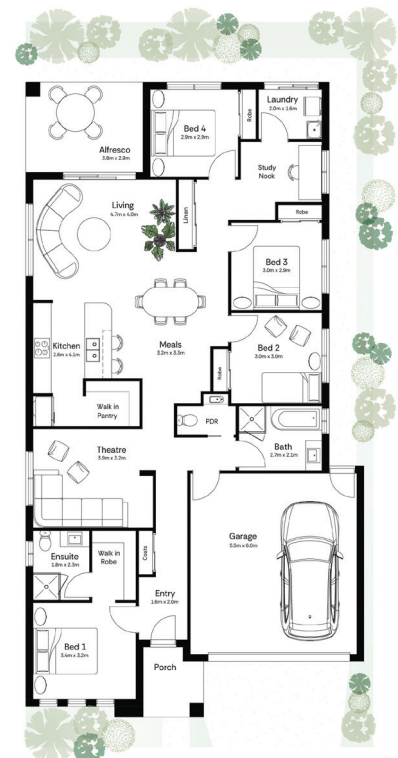 Laundry
2.0m x 1.6m
Robe
Bed 4
2.9m x 2.9m
Alfresco
3.8m x 2.9m
Study
Nook
Living
4.7m x 4.0m
Linen
Robe
Bed 3
3.0m x 2.9m
Kitchen
2.6m x 4.1m
Meals
3.2m x 3.5m
Bed 2
3.0m x 3.0m
Robe
Walk in
Pantry
PDR
Bath
2.7m x 2.1m
Theatre
3.9m x 3.2m
Garage
5.5m x 6.0m
Ensuite
1.8m x 2.3m
Walk in
Robe
Coats
Entry
1.6m x 2.0m
Bed 1
3.4m x 3.2m
Porch